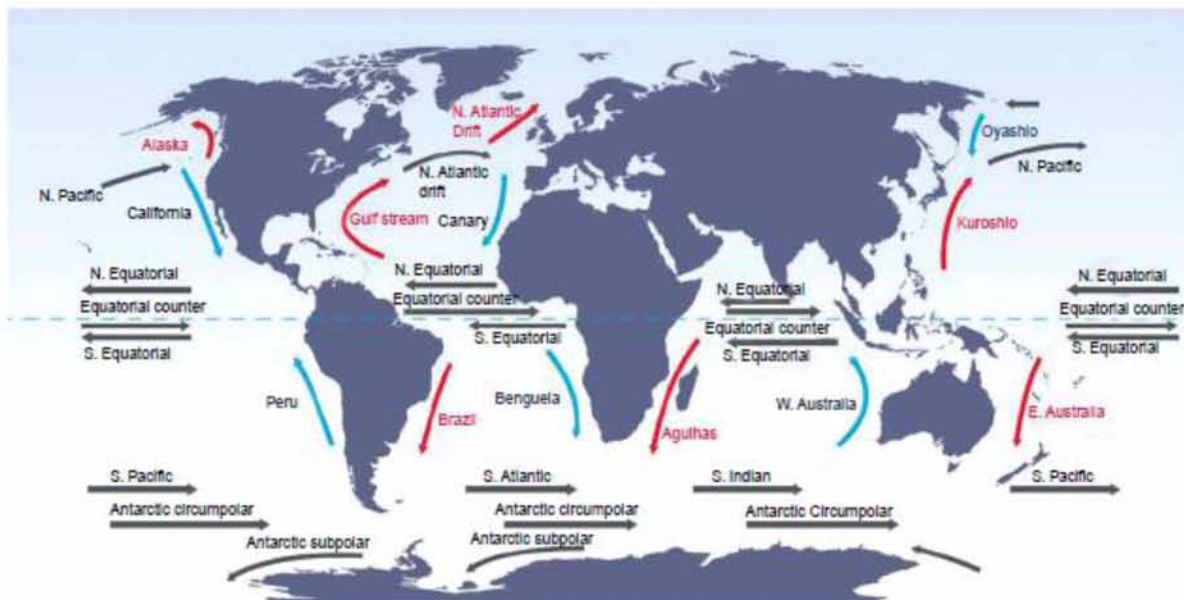 N. Atlantic
Drift
Oyashio
Alaska
N. Pacific
N. Atlantic
drift
N. Pacific
California
Gulf stream
Canary
Kuroshio
N. Equatorial
N. Equatorial
N. Equatorial
N. Equatorial
Equatorial counter
Equatorial counter
Equatorial counter
Equatorial counter
S. Equatorial
S. Equatorial
S. Equatorial
S. Equatorial
Peru
Brazil
Benguela
Agulhas
W. Australia
E. Australia
S. Pacific
S. Atlantic
S. Indian
S. Pacific
Antarctic circumpolar
Antarctic circumpolar
Antarctic Circumpolar
Antarctic subpolar
Antarctic subpolar